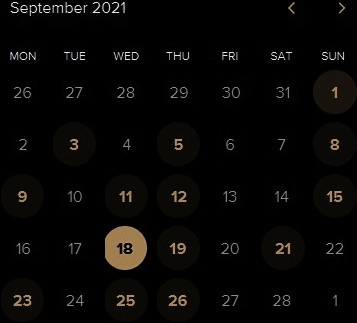 September 2021
MON TUE WED THU FRI SAT SUN
26 27 28 29 30 31 1
2 3 4 5 6 7 8
9 10 11 12 13 14 15
16 17 18 19 20 21 22
23 24 25 26 27 28 1